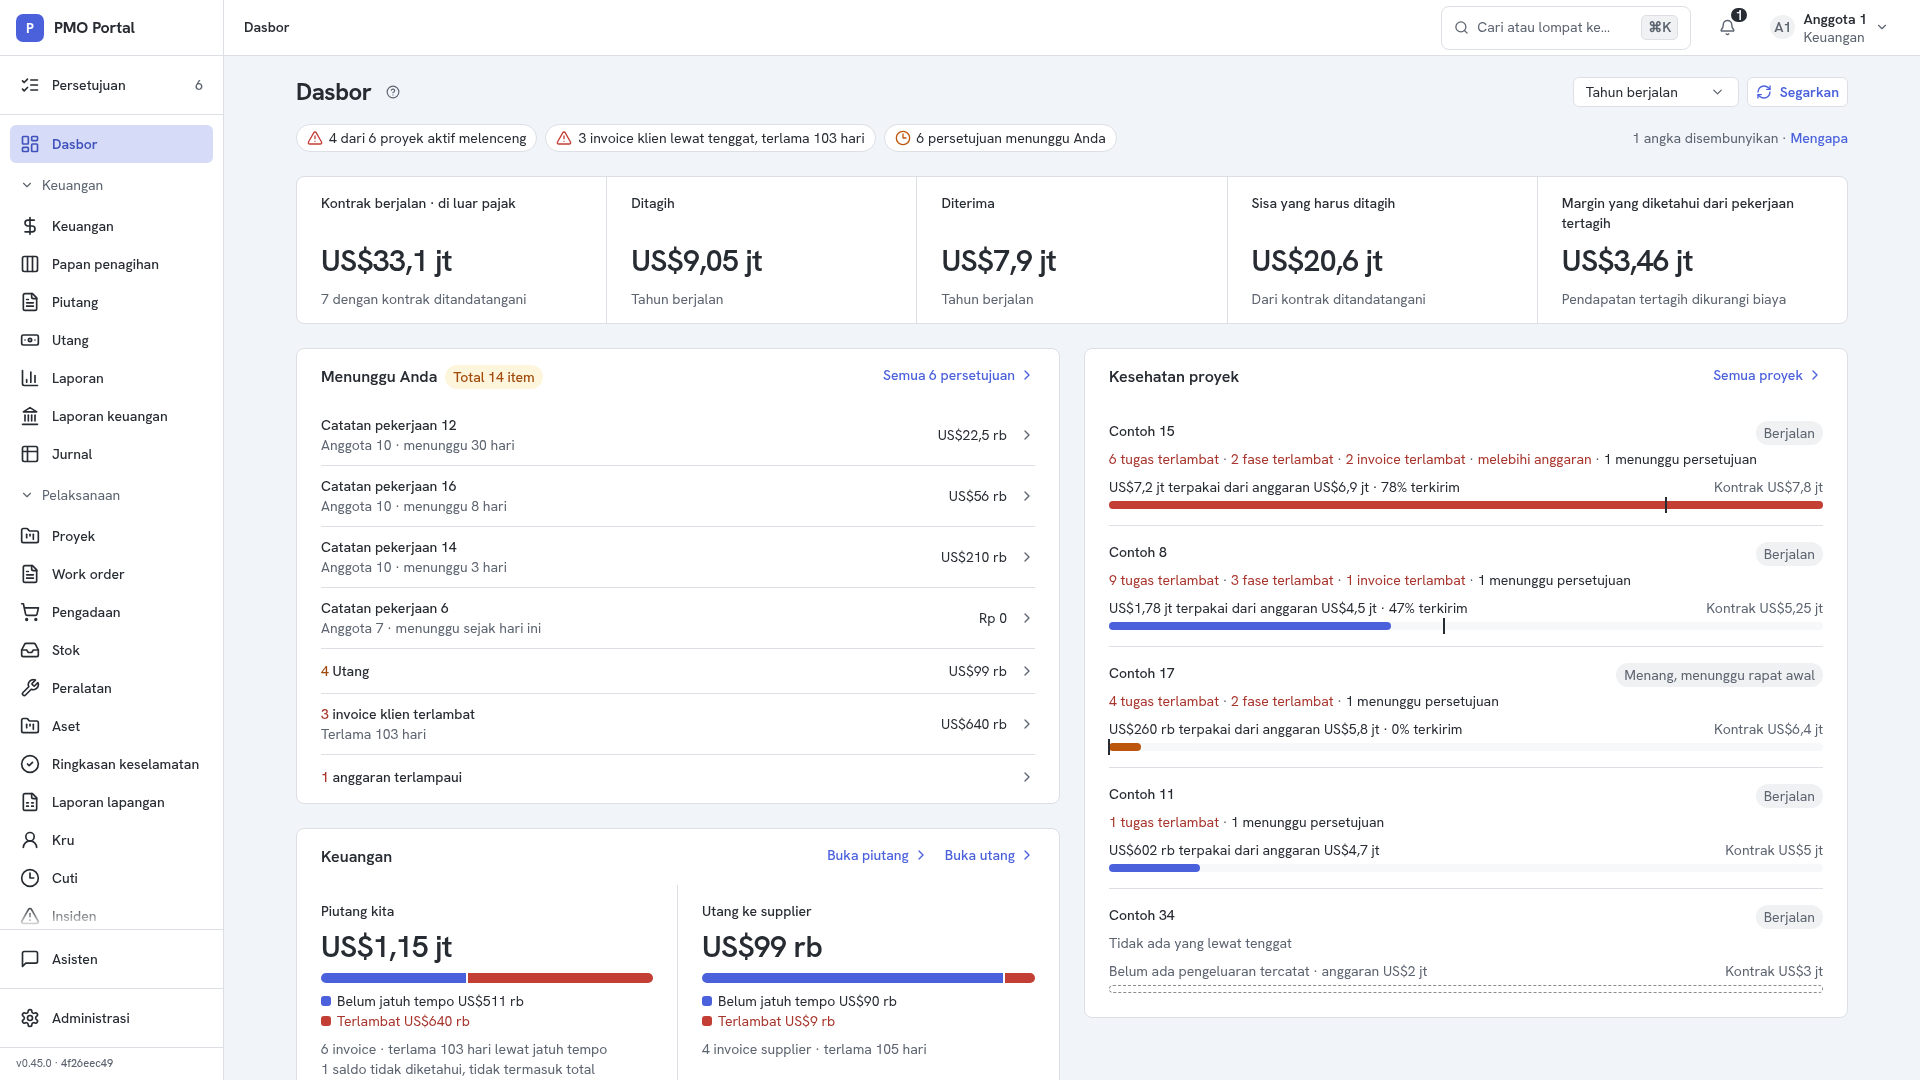 P
PMO Portal
Dasbor
Cari atau lompat ke...
⌘K
1
A1
Anggota 1
Keuangan
Persetujuan
6
Dasbor
Keuangan
Keuangan
Papan penagihan
Piutang
Utang
Laporan
Laporan keuangan
Jurnal
Pelaksanaan
Proyek
Work order
Pengadaan
Stok
Peralatan
Aset
Ringkasan keselamatan
Laporan lapangan
Kru
Cuti
Insiden
Asisten
Administrasi
v0.45.0 · 4f26eec49
Dasbor
Tahun berjalan
Segarkan
4 dari 6 proyek aktif melenceng
3 invoice klien lewat tenggat, terlama 103 hari
6 persetujuan menunggu Anda
1 angka disembunyikan · Mengapa
Kontrak berjalan · di luar pajak
US$33,1 jt
7 dengan kontrak ditandatangani
Ditagih
US$9,05 jt
Tahun berjalan
Diterima
US$7,9 jt
Tahun berjalan
Sisa yang harus ditagih
US$20,6 jt
Dari kontrak ditandatangani
Margin yang diketahui dari pekerjaan
tertagih
US$3,46 jt
Pendapatan tertagih dikurangi biaya
Menunggu Anda
Total 14 item
Semua 6 persetujuan
Catatan pekerjaan 12
Anggota 10 · menunggu 30 hari
US$22,5 rb
Catatan pekerjaan 16
Anggota 10 · menunggu 8 hari
US$56 rb
Catatan pekerjaan 14
Anggota 10 · menunggu 3 hari
US$210 rb
Catatan pekerjaan 6
Anggota 7 · menunggu sejak hari ini
Rp 0
4 Utang
US$99 rb
3 invoice klien terlambat
Terlama 103 hari
US$640 rb
1 anggaran terlampaui
Keuangan
Buka piutang
Buka utang
Piutang kita
US$1,15 jt
Belum jatuh tempo US$511 rb
Terlambat US$640 rb
6 invoice · terlama 103 hari lewat jatuh tempo
1 saldo tidak diketahui, tidak termasuk total
Utang ke supplier
US$99 rb
Belum jatuh tempo US$90 rb
Terlambat US$9 rb
4 invoice supplier · terlama 105 hari
Kesehatan proyek
Semua proyek
Contoh 15
Berjalan
6 tugas terlambat · 2 fase terlambat · 2 invoice terlambat · melebihi anggaran · 1 menunggu persetujuan
US$7,2 jt terpakai dari anggaran US$6,9 jt · 78% terkirim
Kontrak US$7,8 jt
Contoh 8
Berjalan
9 tugas terlambat · 3 fase terlambat · 1 invoice terlambat · 1 menunggu persetujuan
US$1,78 jt terpakai dari anggaran US$4,5 jt · 47% terkirim
Kontrak US$5,25 jt
Contoh 17
Menang, menunggu rapat awal
4 tugas terlambat · 2 fase terlambat · 1 menunggu persetujuan
US$260 rb terpakai dari anggaran US$5,8 jt · 0% terkirim
Kontrak US$6,4 jt
Contoh 11
Berjalan
1 tugas terlambat · 1 menunggu persetujuan
US$602 rb terpakai dari anggaran US$4,7 jt
Kontrak US$5 jt
Contoh 34
Berjalan
Tidak ada yang lewat tenggat
Belum ada pengeluaran tercatat · anggaran US$2 jt
Kontrak US$3 jt